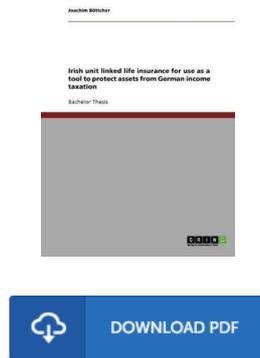 Joachim Böttcher
Irish unit linked life insurance for use as a
tool to protect assets from German income
taxation
Bachelor Thesis
GRIN
DOWNLOAD PDF